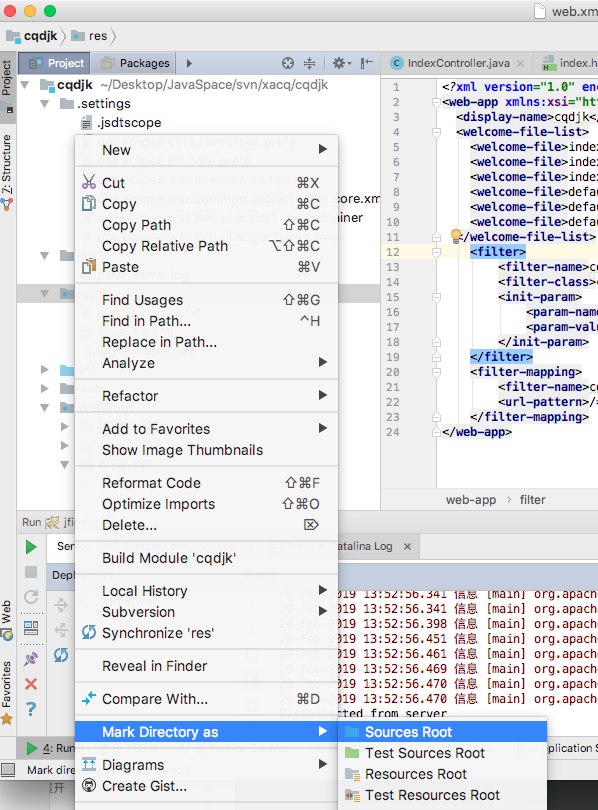 web.xm
cqdjk
res
Project
Packages
IndexController.java
index.h
cqdjk ~/Desktop/JavaSpace/svn/xacq/cqdjk
.settings
.jsdtscope
New
Cut ⌘X
Copy ⌘C
Copy Path ⇧⌘C
Copy Relative Path ⌥⇧⌘C
Paste ⌘V
Find Usages ⇧⌘G
Find in Path... ^H
Replace in Path...
Analyze
Refactor
Add to Favorites
Show Image Thumbnails
Reformat Code ⇧⌘F
Optimize Imports ⇧⌘O
Delete... ⌦
Build Module 'cqdjk'
Local History
Subversion
Synchronize 'res'
Reveal in Finder
Compare With... ⌘D
Mark Directory as
Diagrams
Create Gist...
Sources Root
Test Sources Root
Resources Root
Test Resources Root
core.xm
tainer
1 <?xml version="1.0" en
2 <web-app xmlns:xsi="ht
3 <display-name>cqdjk</
4 <welcome-file-list>
5 <welcome-file>index
6 <welcome-file>index
7 <welcome-file>index
8 <welcome-file>defau
9 <welcome-file>defau
10 <welcome-file>defau
11 </welcome-file-list>
12 <filter>
13 <filter-name>c
14 <filter-class>c
15 <init-param>
16 <param-nam
17 <param-val
18 </init-param>
19 </filter>
20 <filter-mapping>
21 <filter-name>c
22 <url-pattern>/
23 </filter-mapping>
24 </web-app>
web-app
filter
Run
Project
Z: Structure
Web
Favorites
atalina Log
019 13:52:56.341 信息 [main] org.apach
019 13:52:56.341 信息 [main] org.apach
019 13:52:56.398 信息 [main] org.apach
019 13:52:56.451 信息 [main] org.apach
019 13:52:56.461 信息 [main] org.apach
019 13:52:56.469 信息 [main] org.apach
019 13:52:56.470 信息 [main] org.apach
019 13:52:56.470 信息 [main] org.apach
cted from server
4: Run
Application S
Mark dire